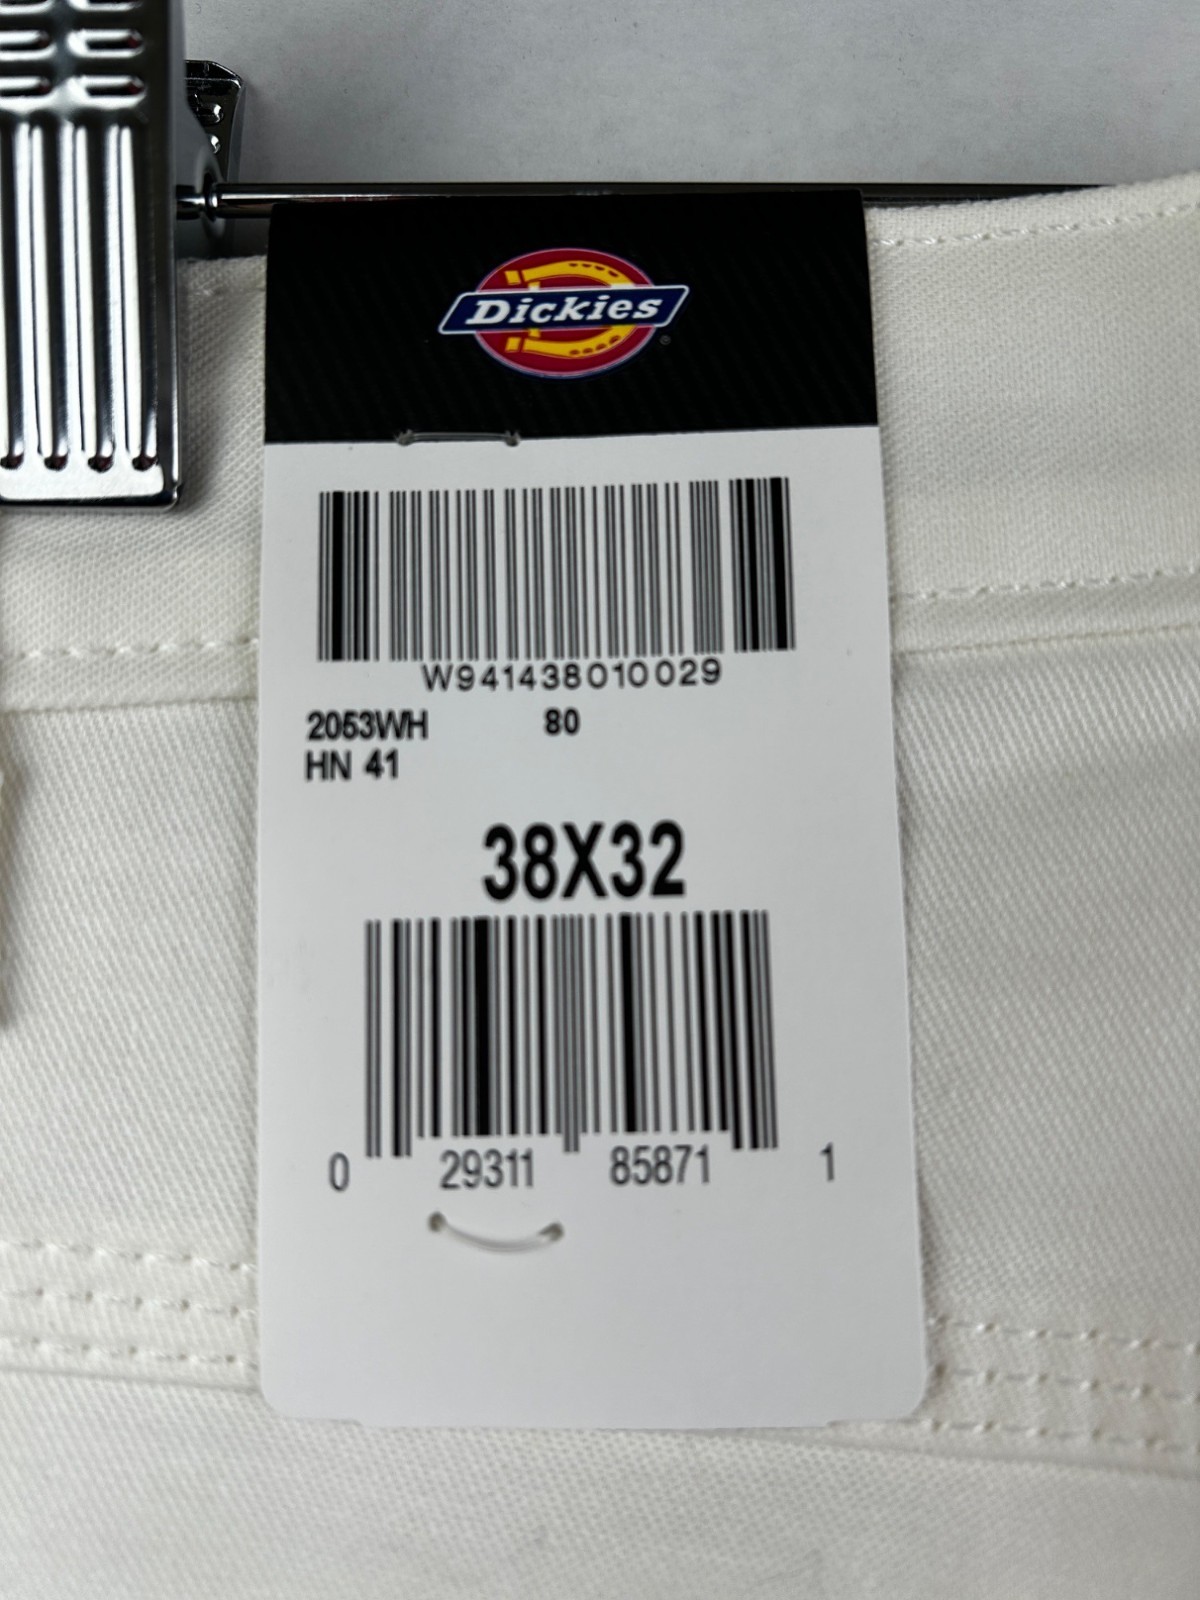 Dickies
W941438010029
2053WH 80
HN 41
38X32
0 29311 85871 1